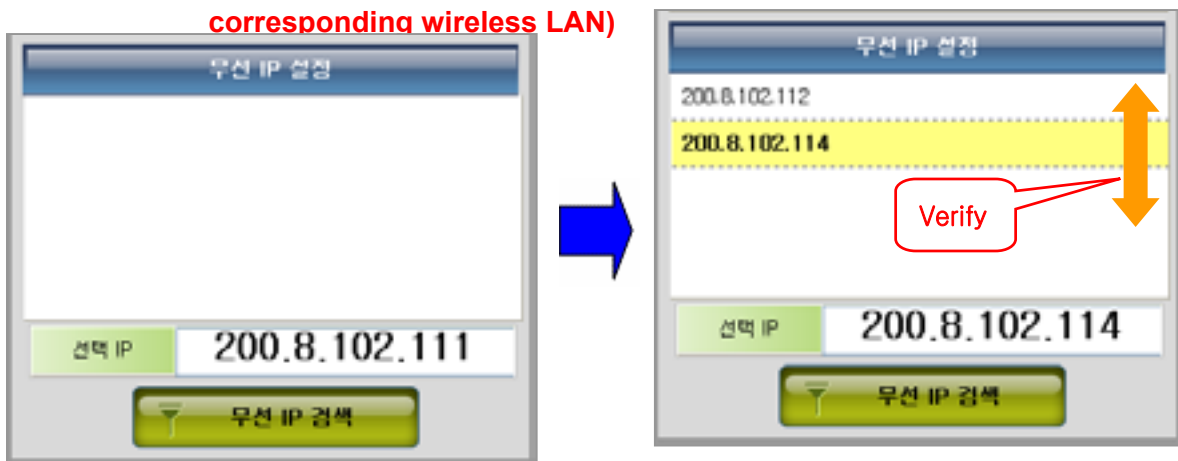 corresponding wireless LAN)
무선 IP 설정
선택 IP
200.8.102.111
무선 IP 검색
무선 IP 설정
200.8.102.112
200.8.102.114
Verify
선택 IP
200.8.102.114
무선 IP 검색